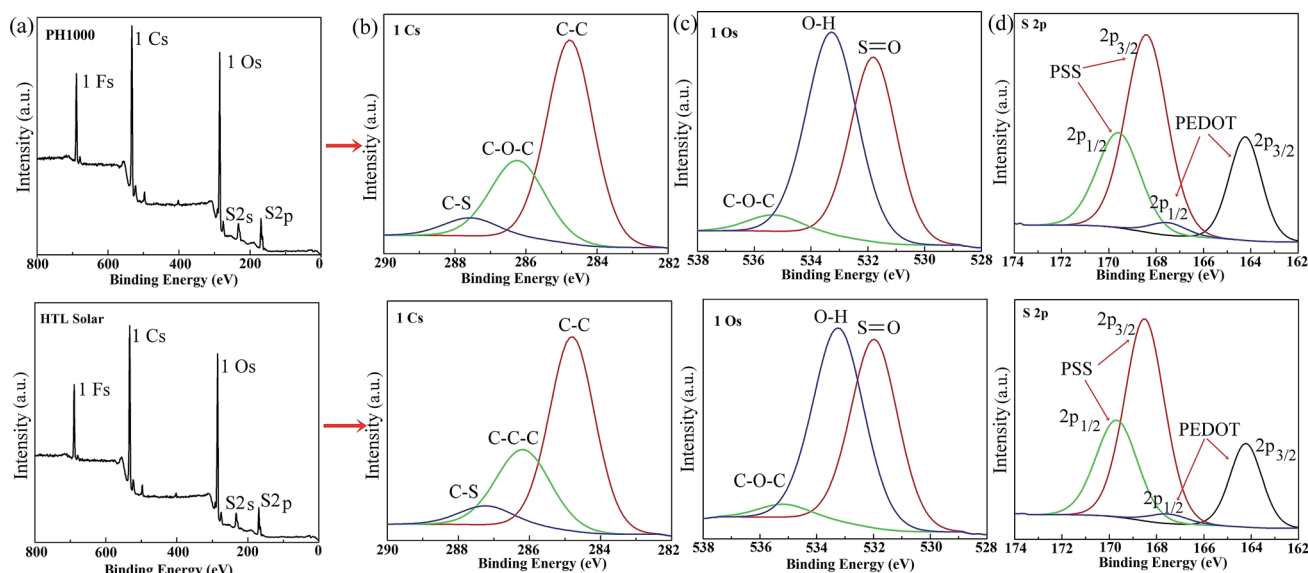 (a)
PH1000
1 Cs
1 Os
1 Fs
S2s
S2p
Intensity (a.u.)
800 600 400 200 0
Binding Energy (eV)
(b)
1 Cs
C-C
C-O-C
C-S
Intensity (a.u.)
290 288 286 284 282
Binding Energy (eV)
(c)
1 Os
O-H
S=O
C-O-C
Intensity (a.u.)
538 536 534 532 530 528
Binding Energy (eV)
(d)
S 2p
2p3/2
PSS
PEDOT
2p1/2
2p3/2
2p1/2
Intensity (a.u.)
174 172 170 168 166 164 162
Binding Energy (eV)
HTL Solar
1 Cs
1 Os
1 Fs
S2s
S2p
Intensity (a.u.)
800 600 400 200 0
Binding Energy (eV)
1 Cs
C-C
C-C-C
C-S
Intensity (a.u.)
290 288 286 284 282
Binding Energy (eV)
1 Os
O-H
S=O
C-O-C
Intensity (a.u.)
538 536 534 532 530 528
Binding Energy (eV)
S 2p
2p3/2
PSS
2p1/2
PEDOT
2p3/2
2p1/2
Intensity (a.u.)
174 172 170 168 166 164 162
Binding Energy (eV)